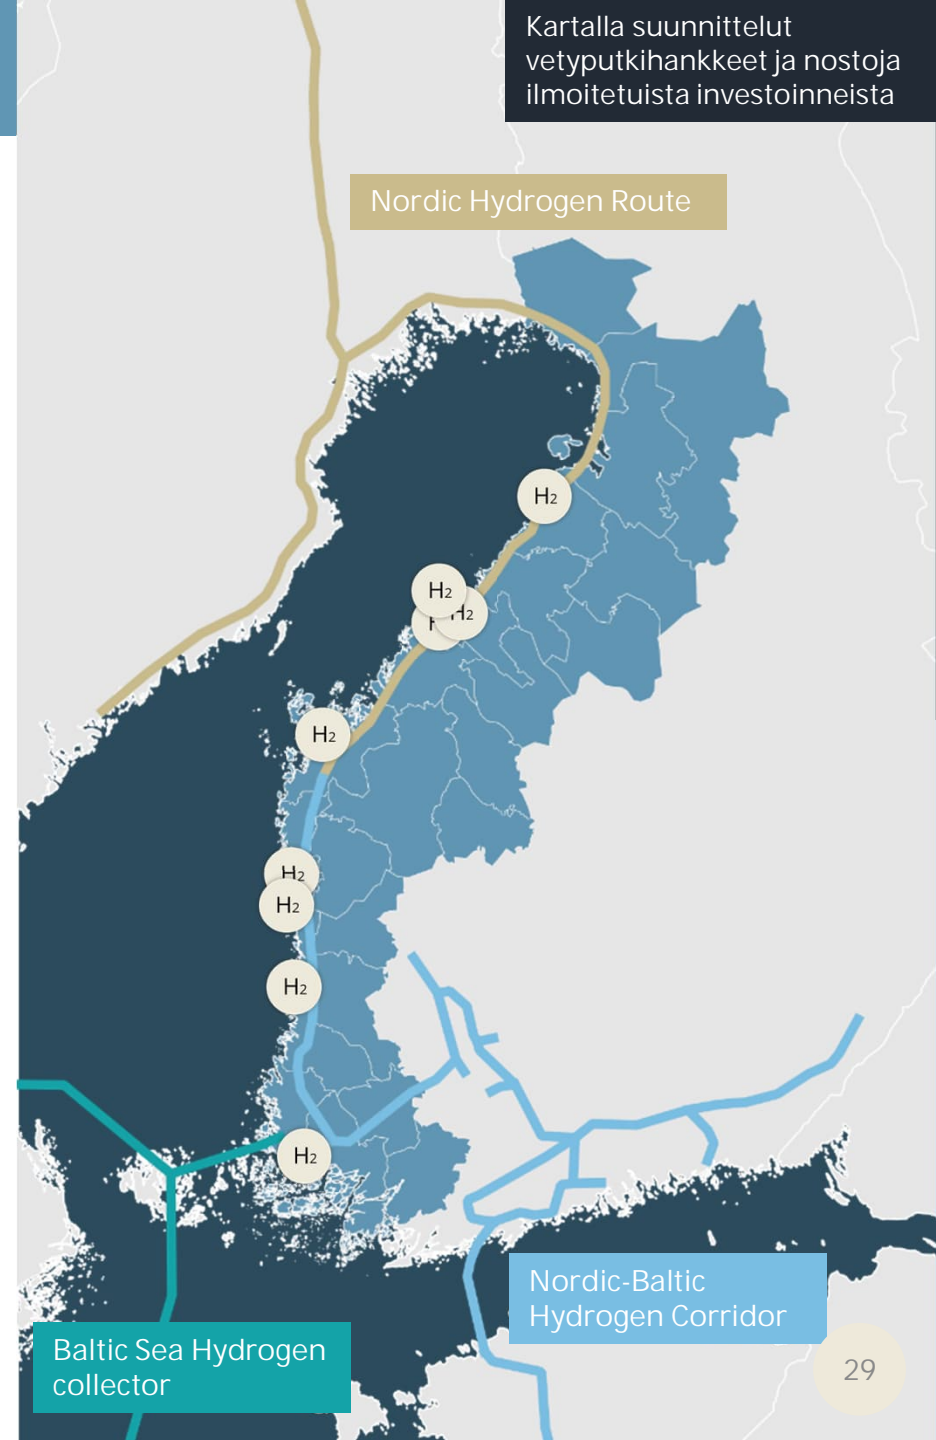 Kartalla suunnittelut
vetyputkihankkeet ja nostoja
ilmoitetuista investoinneista
Nordic Hydrogen Route
H2
H2
H2
H2
H2
H2
H2
H2
Nordic-Baltic
Hydrogen Corridor
Baltic Sea Hydrogen
collector
29